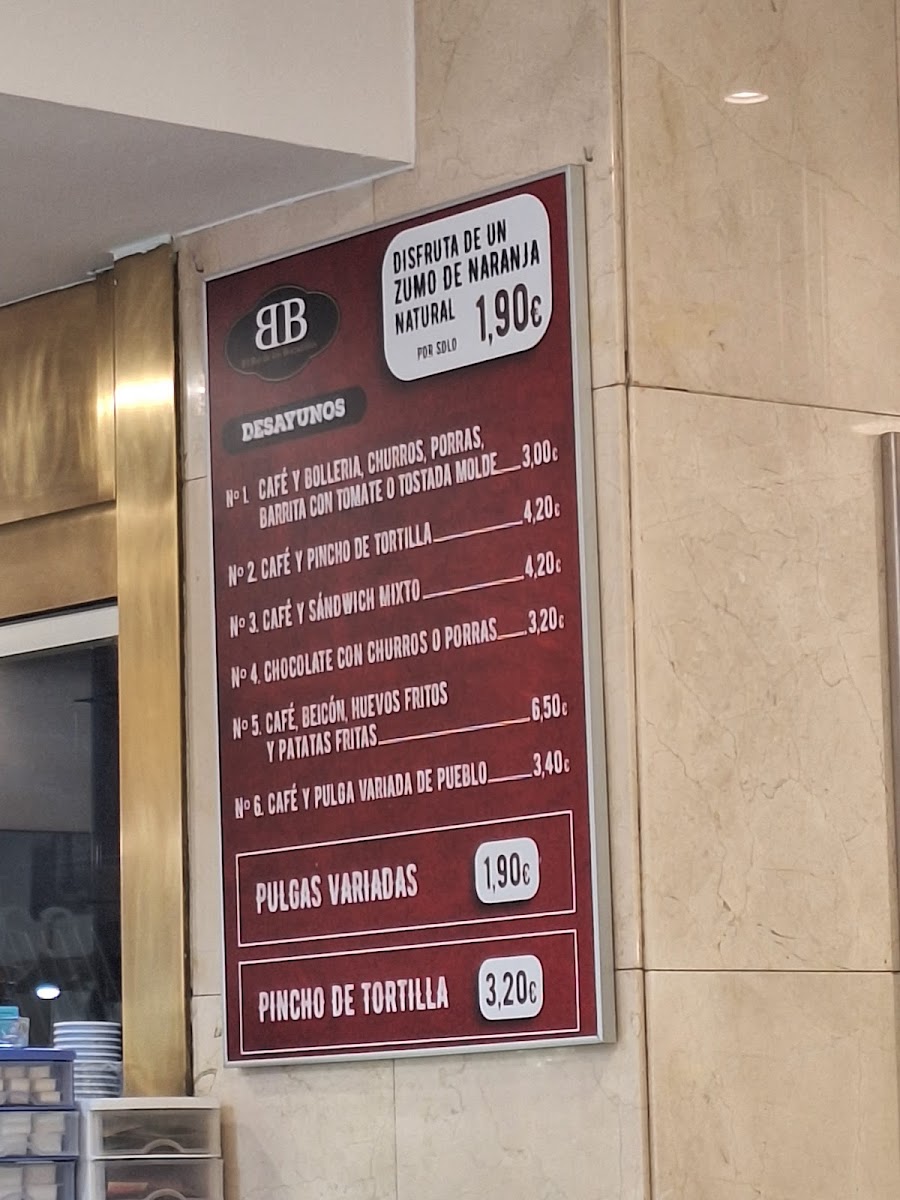 DISFRUTA DE UN
ZUMO DE NARANJA
NATURAL
POR SOLO
1,90€
BB
DESAYUNOS
Nº 1. CAFÉ Y BOLLERIA, CHURROS, PORRAS,
BARRITA CON TOMATE O TOSTADA MOLDE 3,00€
Nº 2. CAFÉ Y PINCHO DE TORTILLA 4,20€
Nº 3. CAFÉ Y SÁNDWICH MIXTO 4,20€
Nº 4. CHOCOLATE CON CHURROS O PORRAS 3,20€
Nº 5. CAFÉ, BEICÓN, HUEVOS FRITOS
Y PATATAS FRITAS 6,50€
Nº 6. CAFÉ Y PULGA VARIADA DE PUEBLO 3,40€
PULGAS VARIADAS 1,90€
PINCHO DE TORTILLA 3,20€